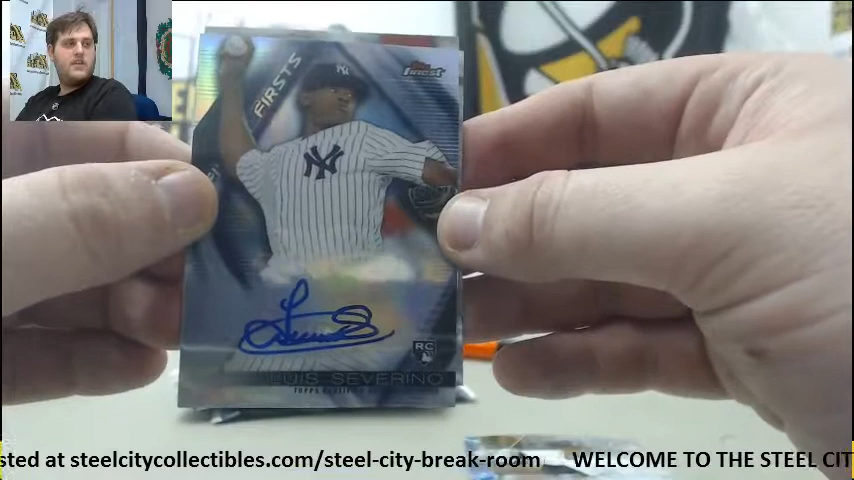 FIRSTS
finest
NY
NY
RC
LUIS SEVERINO
sted at steelcitycollectibles.com/steel-city-break-room WELCOME TO THE STEEL CIT